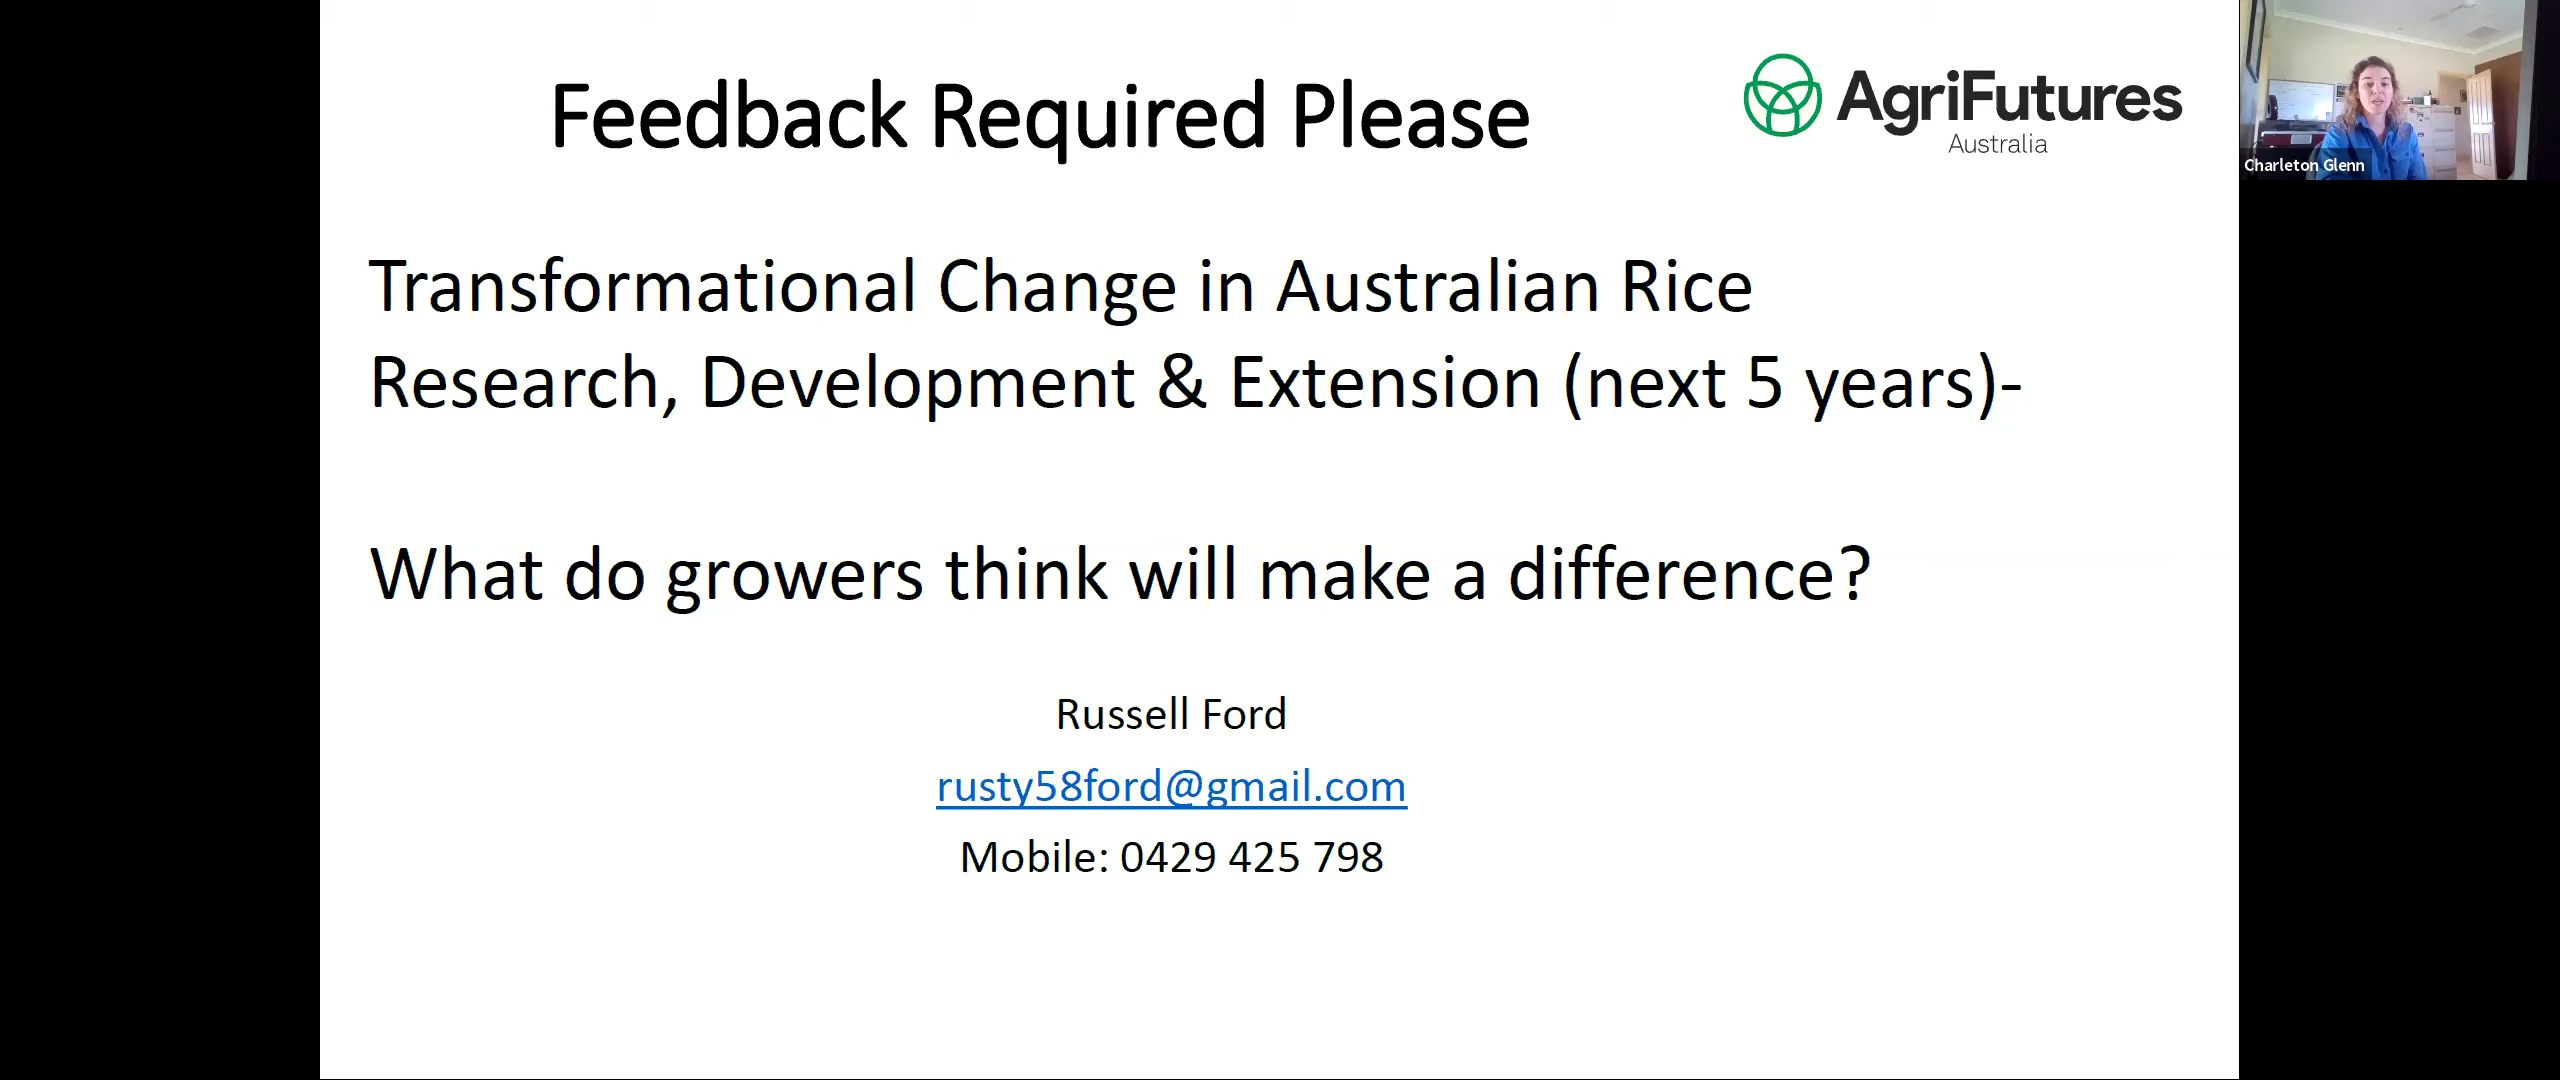 Feedback Required Please
AgriFutures
Australia
Charleton Glenn
Transformational Change in Australian Rice
Research, Development & Extension (next 5 years)-
What do growers think will make a difference?
Russell Ford
rusty58ford@gmail.com
Mobile: 0429 425 798